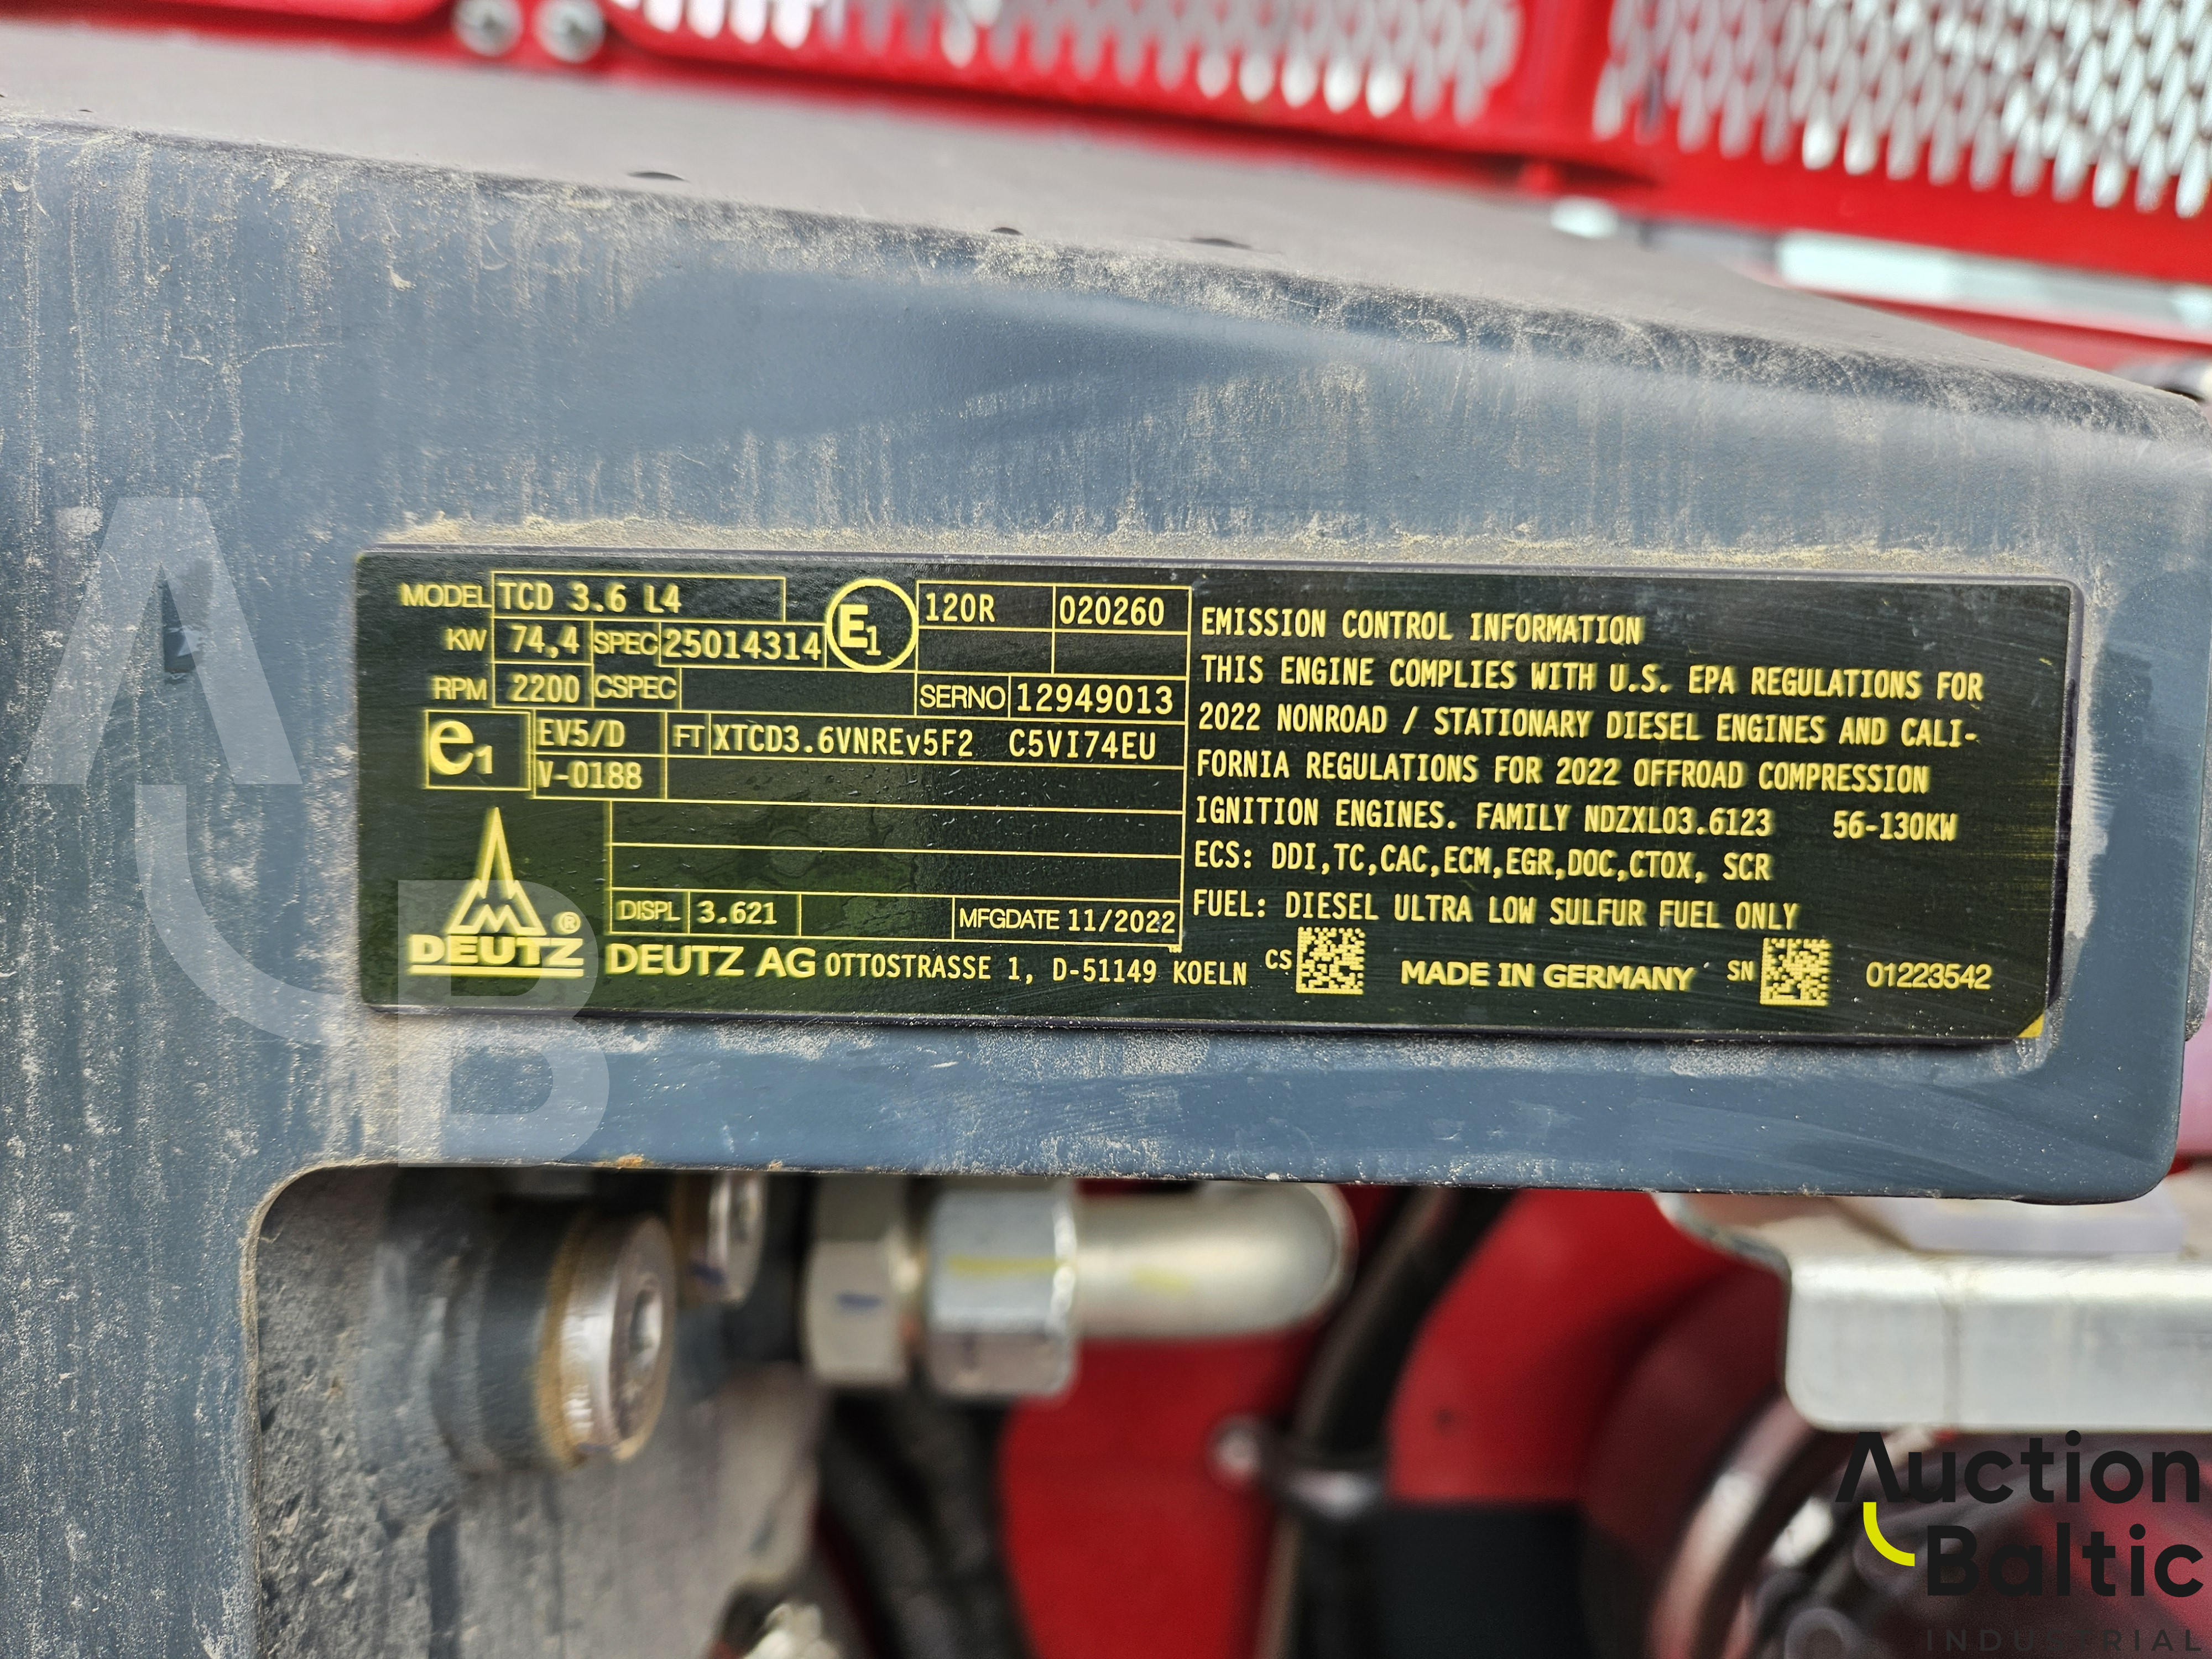 MODEL TCD 3.6 L4
KW 74,4 SPEC 25014314
RPM 2200 CSPEC
E1 120R 020260
SERNO 12949013
e1 EV5/D FT XTCD3.6VNREv5F2 C5VI74EU
V-0188
DISPL 3.621 MFGDATE 11/2022
DEUTZ ®
DEUTZ AG OTTOSTRASSE 1, D-51149 KOELN
EMISSION CONTROL INFORMATION
THIS ENGINE COMPLIES WITH U.S. EPA REGULATIONS FOR
2022 NONROAD / STATIONARY DIESEL ENGINES AND CALI-
FORNIA REGULATIONS FOR 2022 OFFROAD COMPRESSION
IGNITION ENGINES. FAMILY NDZXL03.6123 56-130KW
ECS: DDI,TC,CAC,ECM,EGR,DOC,CTOX, SCR
FUEL: DIESEL ULTRA LOW SULFUR FUEL ONLY
CS MADE IN GERMANY SN 01223542
AB
Auction
Baltic
INDUSTRIAL